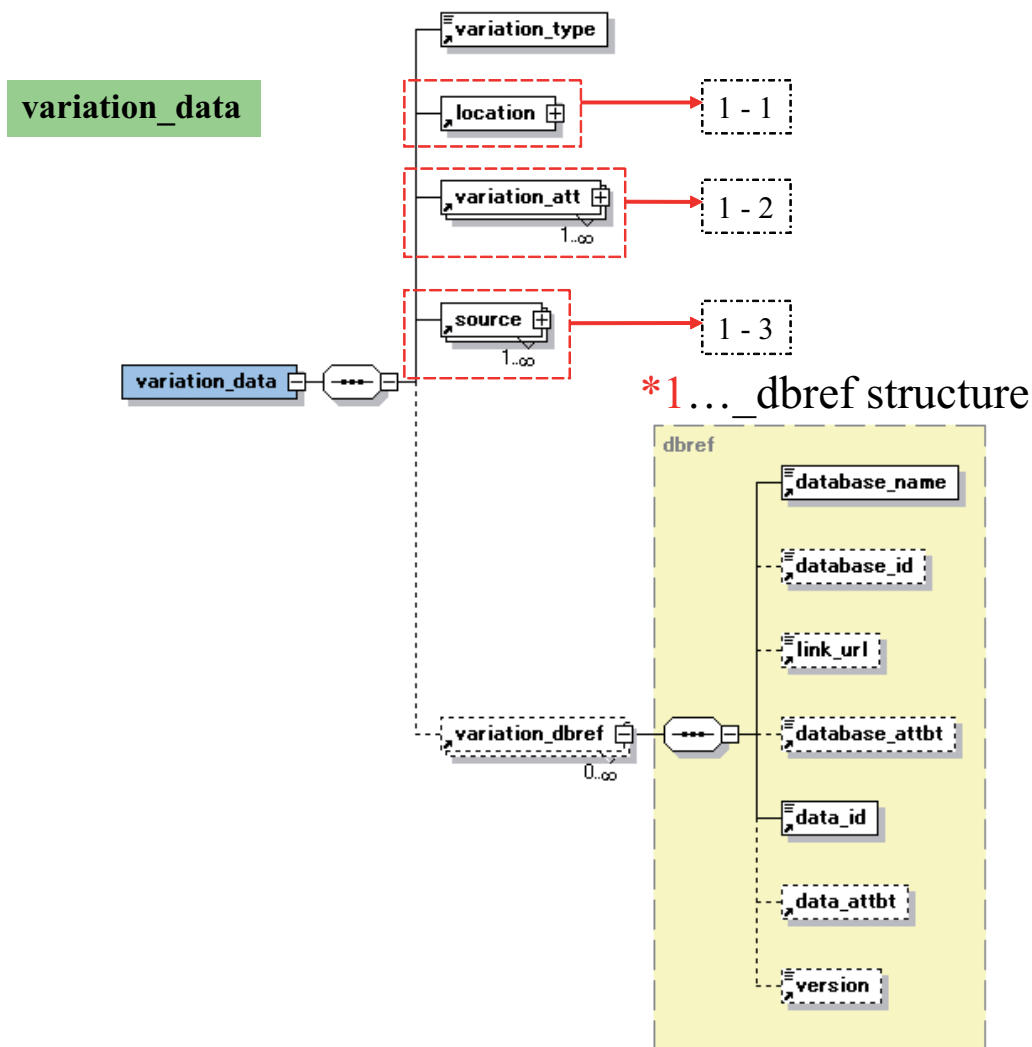 variation_type
variation_data
location
1 - 1
variation_att
1 - 2
1..∞
source
1 - 3
1..∞
variation_data
*1…_dbref structure
dbref
database_name
database_id
link_url
variation_dbref
database_attbt
0..∞
data_id
data_attbt
version